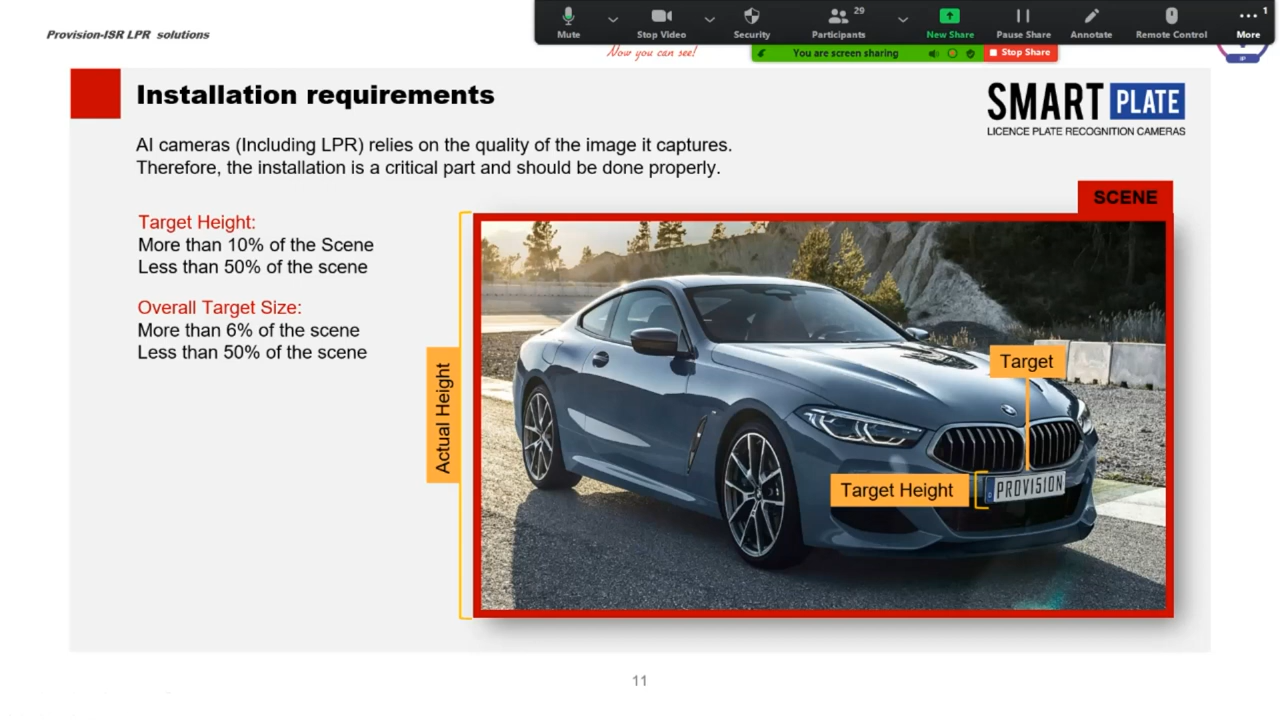 Provision-ISR LPR solutions
Mute
Stop Video
Security
Participants
29
New Share
Pause Share
Annotate
Remote Control
More
1
Now you can see!
You are screen sharing
Stop Share
IP
Installation requirements
SMART PLATE
LICENCE PLATE RECOGNITION CAMERAS
AI cameras (Including LPR) relies on the quality of the image it captures.
Therefore, the installation is a critical part and should be done properly.
SCENE
Target Height:
More than 10% of the Scene
Less than 50% of the scene
Overall Target Size:
More than 6% of the scene
Less than 50% of the scene
Actual Height
Target
Target Height
PROVISION
11